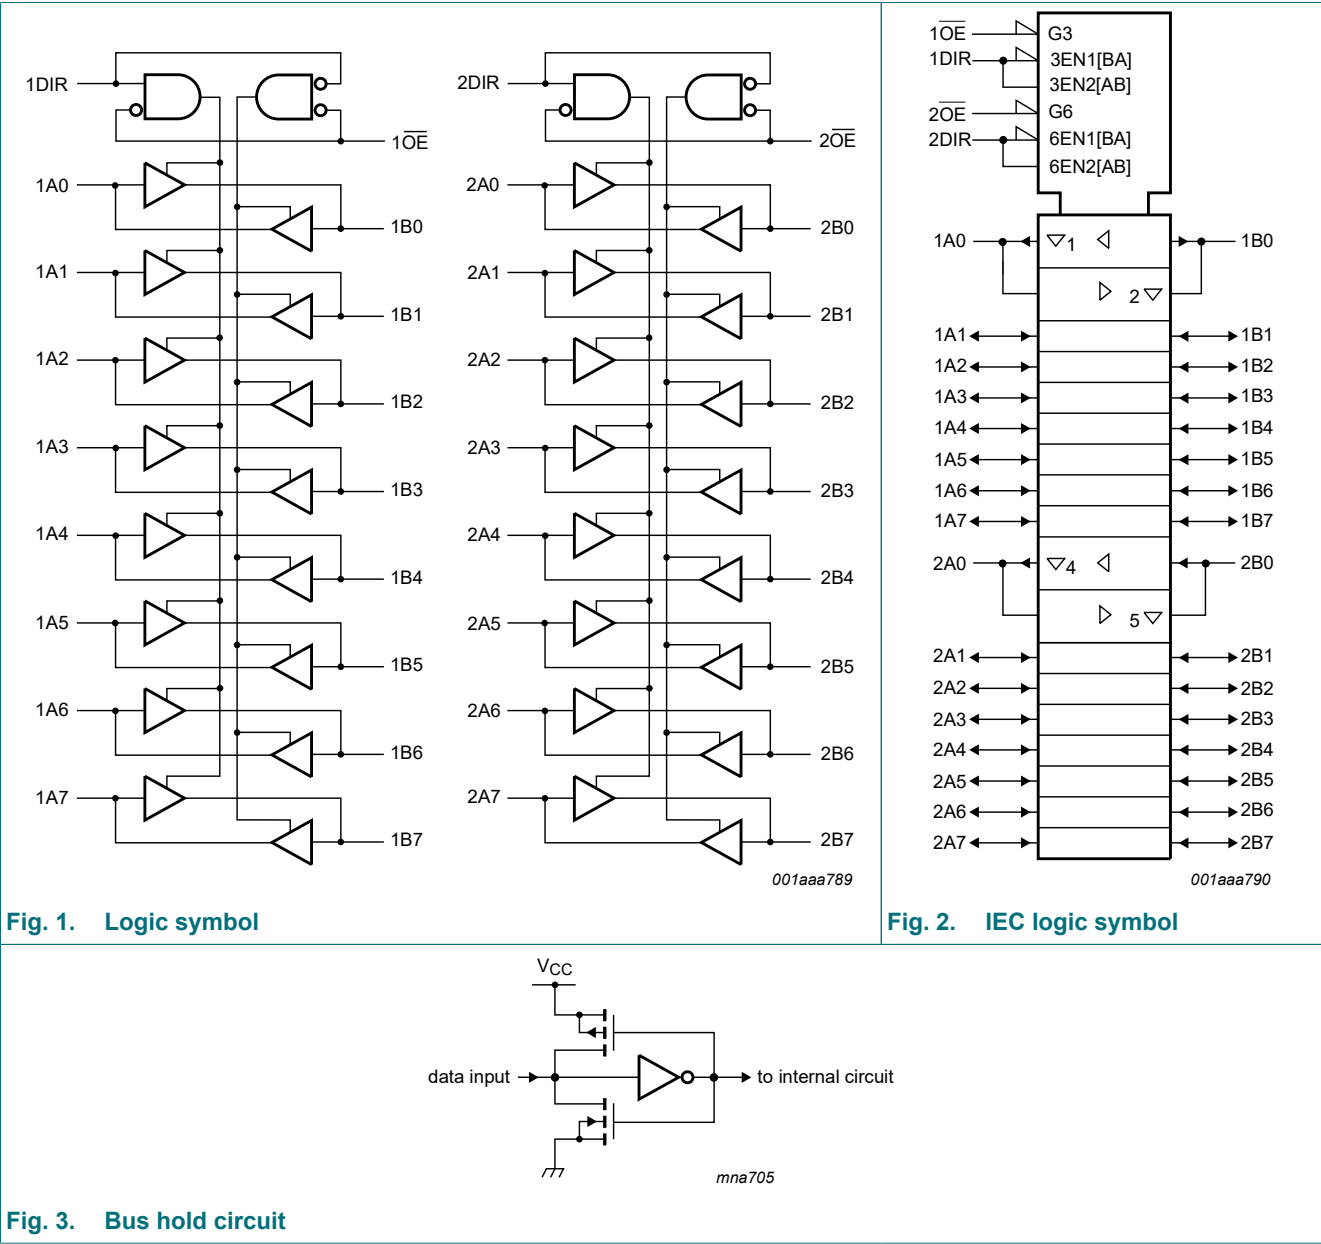 1DIR
1OE
1A0
1B0
1A1
1B1
1A2
1B2
1A3
1B3
1A4
1B4
1A5
1B5
1A6
1B6
1A7
1B7
2DIR
2OE
2A0
2B0
2A1
2B1
2A2
2B2
2A3
2B3
2A4
2B4
2A5
2B5
2A6
2B6
2A7
2B7
001aaa789
Fig. 1. Logic symbol
1OE G3
1DIR 3EN1[BA]
3EN2[AB]
2OE G6
2DIR 6EN1[BA]
6EN2[AB]
1A0 1 1B0
2
1A1 1B1
1A2 1B2
1A3 1B3
1A4 1B4
1A5 1B5
1A6 1B6
1A7 1B7
2A0 4 2B0
5
2A1 2B1
2A2 2B2
2A3 2B3
2A4 2B4
2A5 2B5
2A6 2B6
2A7 2B7
001aaa790
Fig. 2. IEC logic symbol
VCC
data input to internal circuit
mna705
Fig. 3. Bus hold circuit